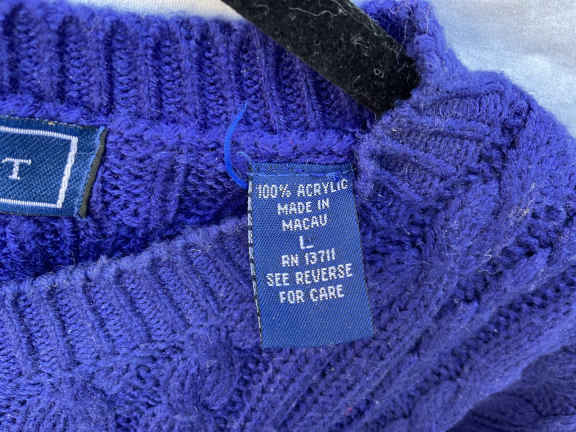 T
100% ACRYLIC
MADE IN
MACAU
L
RN 13711
SEE REVERSE
FOR CARE